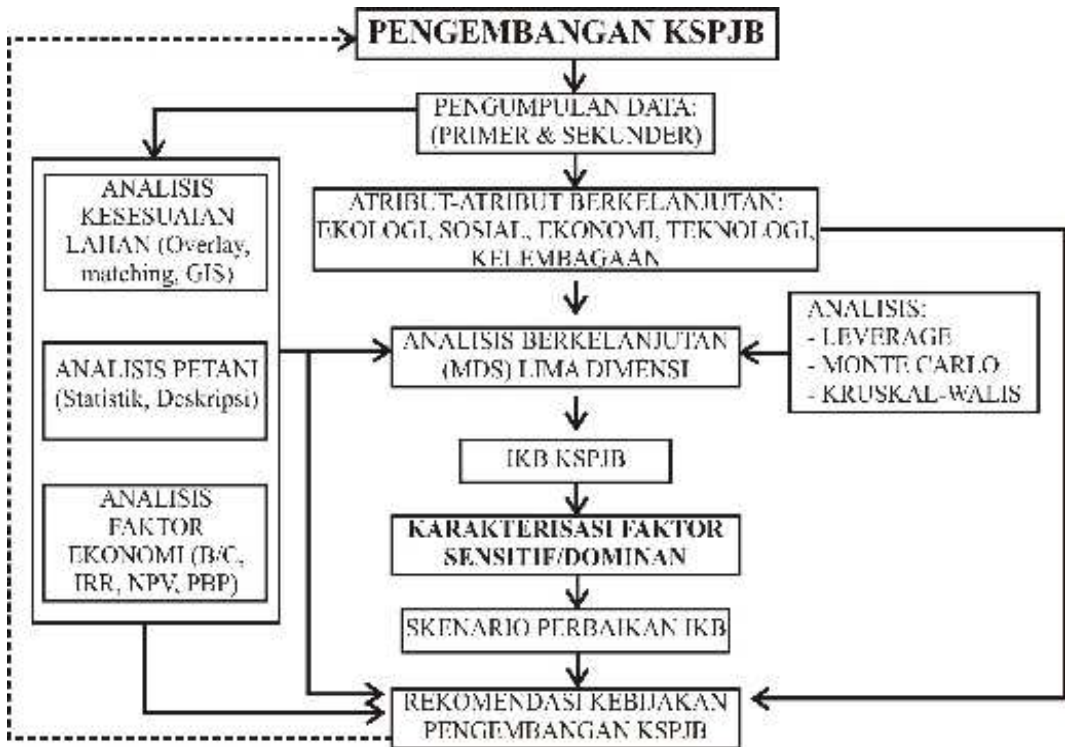 PENGEMBANGAN KSPJB
PENGUMPULAN DATA:
(PRIMER & SEKUNDER)
ANALISIS
KESESUAIAN
LAHAN (Overlay,
matching, GIS)
ATRIBUT-ATRIBUT BERKELANJUTAN:
EKOLOGI, SOSIAL, EKONOMI, TEKNOLOGI,
KELEMBAGAAN
ANALISIS PETANI
(Statistik, Deskripsi)
ANALISIS BERKELANJUTAN
(MDS) LIMA DIMENSI
ANALISIS:
- LEVERAGE
- MONTE CARLO
- KRUSKAL-WALIS
IKB KSPJB
ANALISIS
FAKTOR
EKONOMI (B/C,
IRR, NPV, PBP)
KARAKTERISASI FAKTOR
SENSITIF/DOMINAN
SKENARIO PERBAIKAN IKB
REKOMENDASI KEBIJAKAN
PENGEMBANGAN KSPJB